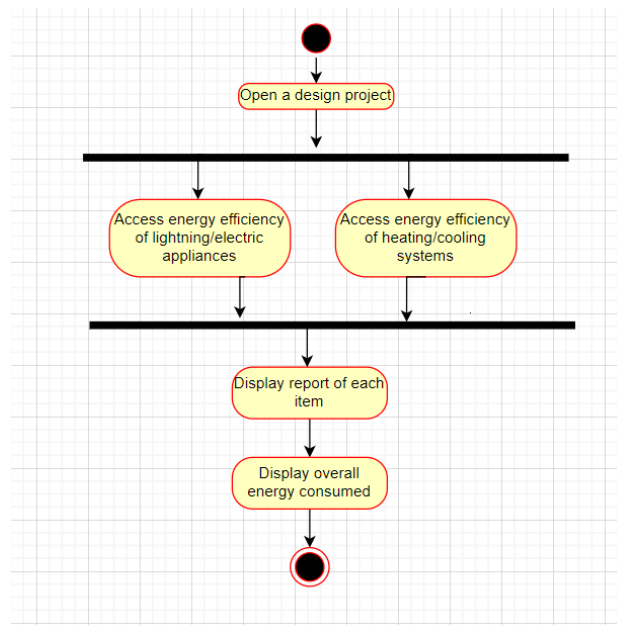 Open a design project
Access energy efficiency
of lightning/electric
appliances
Access energy efficiency
of heating/cooling
systems
Display report of each
item
Display overall
energy consumed